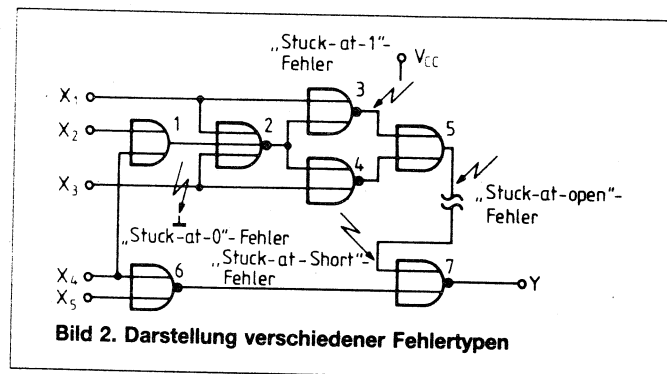 „Stuck-at-1"-
Fehler
V_CC
X₁
X₂
X₃
X₄
X₅
1
2
3
4
5
6
7
„Stuck-at-open"-
Fehler
„Stuck-at-0"-Fehler
„Stuck-at-Short"-
Fehler
Y
Bild 2. Darstellung verschiedener Fehlertypen